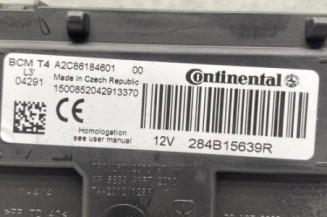 BCM T4 A2C86184601 00
L3'
04291
Made in Czech Republic
1500852042913370
Continental
CE
Homologation
see user manual
12V 284B15639R